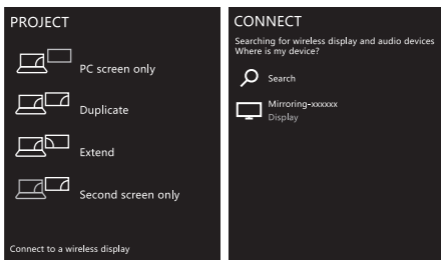 PROJECT
PC screen only
Duplicate
Extend
Second screen only
Connect to a wireless display
CONNECT
Searching for wireless display and audio devices
Where is my device?
Search
Mirroring-xxxxxx
Display